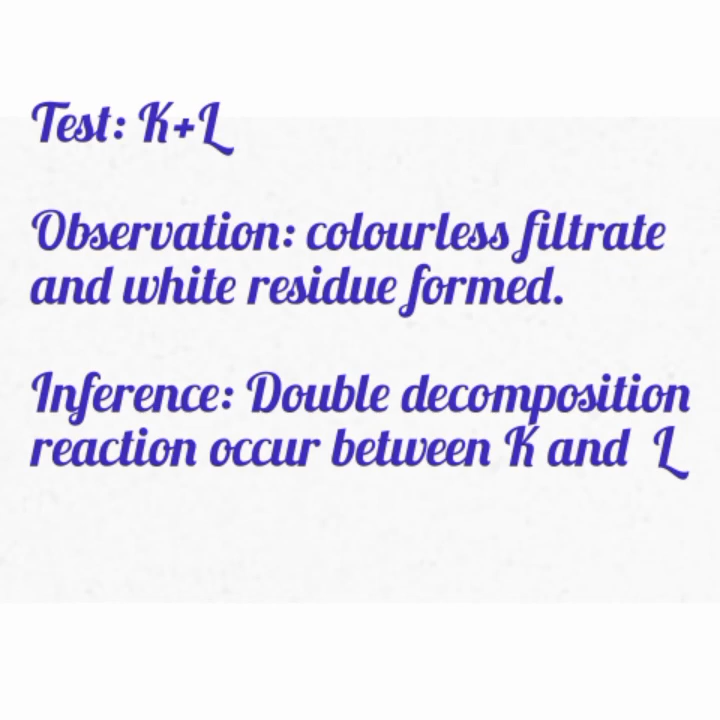 Test: K+L
Observation: colourless filtrate
and white residue formed.
Inference: Double decomposition
reaction occur between K and L